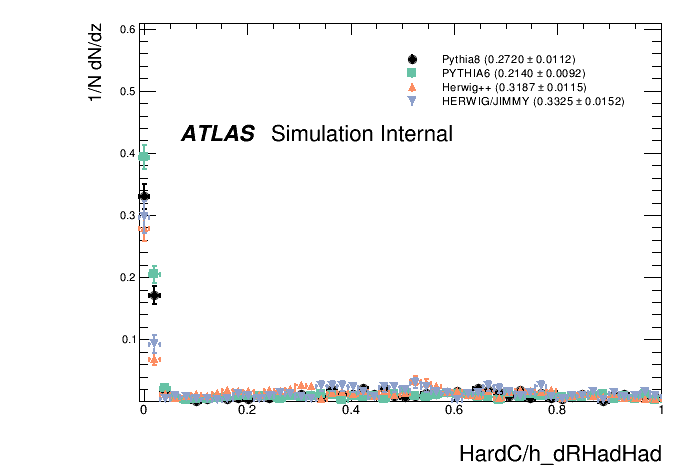 1/N dN/dz
0.6
0.5
0.4
0.3
0.2
0.1
Pythia8 (0.2720 ± 0.0112)
PYTHIA6 (0.2140 ± 0.0092)
Herwig++ (0.3187 ± 0.0115)
HERWIG/JIMMY (0.3325 ± 0.0152)
ATLAS Simulation Internal
0 0.2 0.4 0.6 0.8 1
HardC/h_dRHadHad